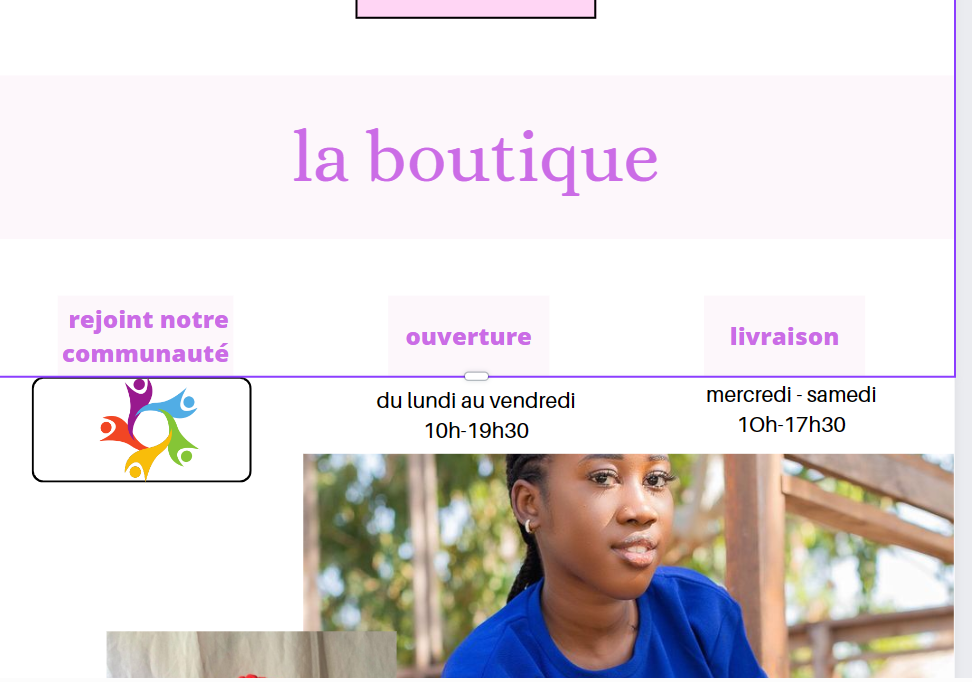 la boutique
rejoint notre
communauté
ouverture
du lundi au vendredi
10h-19h30
livraison
mercredi - samedi
1Oh-17h30